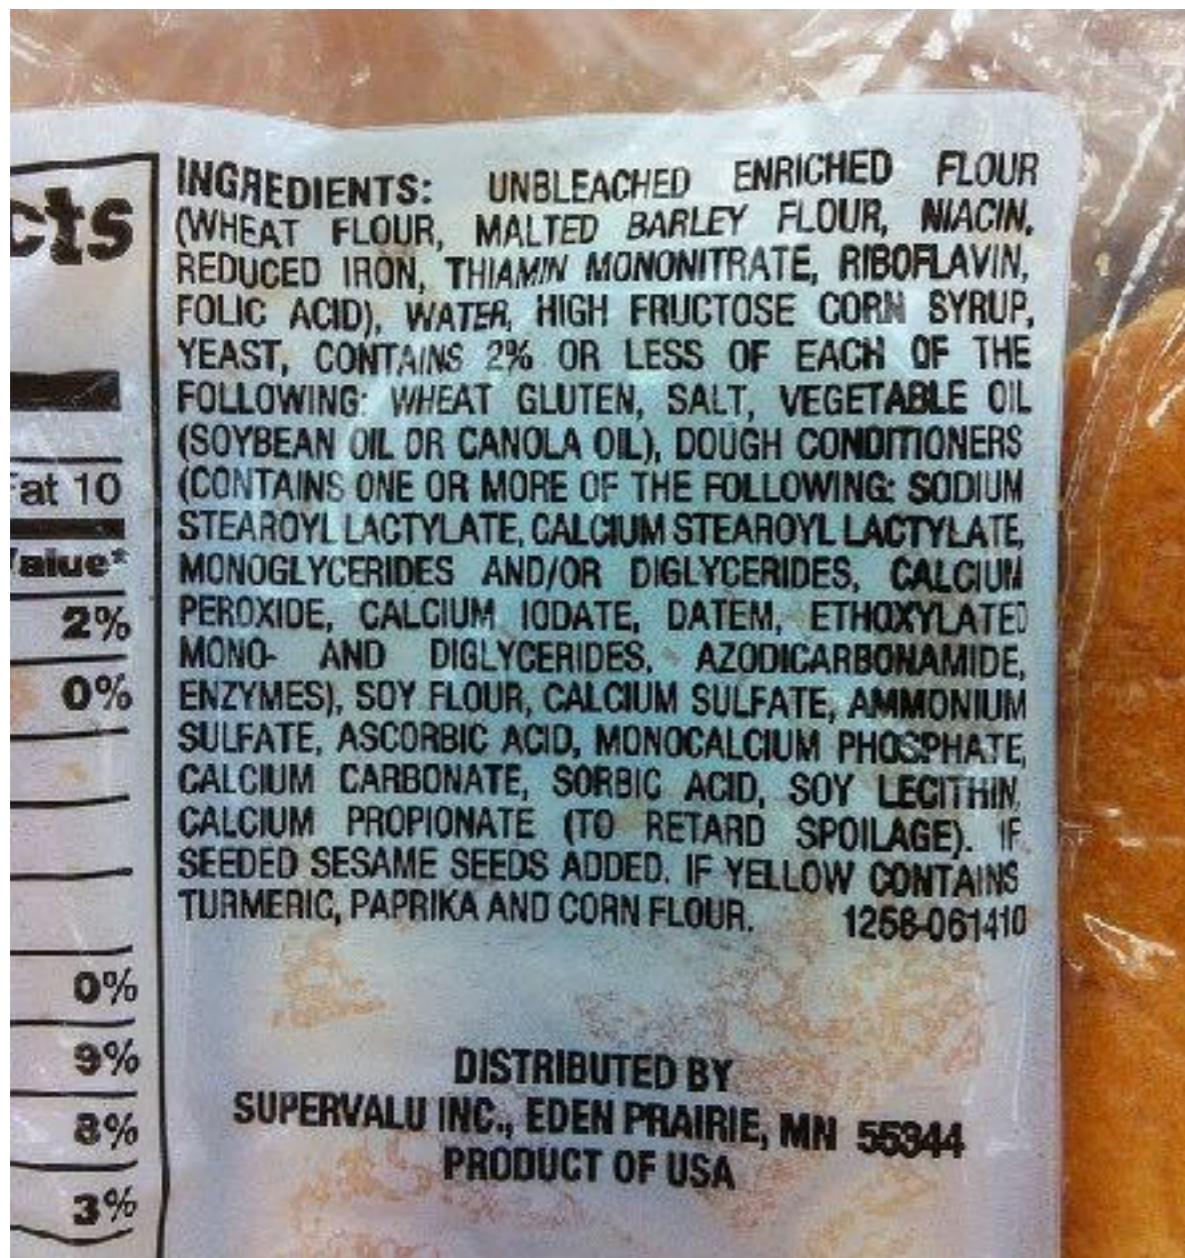 cts
Fat 10
Value*
2%
0%
0%
9%
8%
3%
INGREDIENTS: UNBLEACHED ENRICHED FLOUR
(WHEAT FLOUR, MALTED BARLEY FLOUR, NIACIN,
REDUCED IRON, THIAMIN MONONITRATE, RIBOFLAVIN,
FOLIC ACID), WATER, HIGH FRUCTOSE CORN SYRUP,
YEAST, CONTAINS 2% OR LESS OF EACH OF THE
FOLLOWING: WHEAT GLUTEN, SALT, VEGETABLE OIL
(SOYBEAN OIL OR CANOLA OIL), DOUGH CONDITIONERS
(CONTAINS ONE OR MORE OF THE FOLLOWING: SODIUM
STEAROYL LACTYLATE, CALCIUM STEAROYL LACTYLATE,
MONOGLYCERIDES AND/OR DIGLYCERIDES, CALCIUM
PEROXIDE, CALCIUM IODATE, DATEM, ETHOXYLATED
MONO- AND DIGLYCERIDES, AZODICARBONAMIDE,
ENZYMES), SOY FLOUR, CALCIUM SULFATE, AMMONIUM
SULFATE, ASCORBIC ACID, MONOCALCIUM PHOSPHATE,
CALCIUM CARBONATE, SORBIC ACID, SOY LECITHIN,
CALCIUM PROPIONATE (TO RETARD SPOILAGE). IF
SEEDED SESAME SEEDS ADDED. IF YELLOW CONTAINS
TURMERIC, PAPRIKA AND CORN FLOUR. 1258-061410
DISTRIBUTED BY
SUPERVALU INC., EDEN PRAIRIE, MN 55344
PRODUCT OF USA